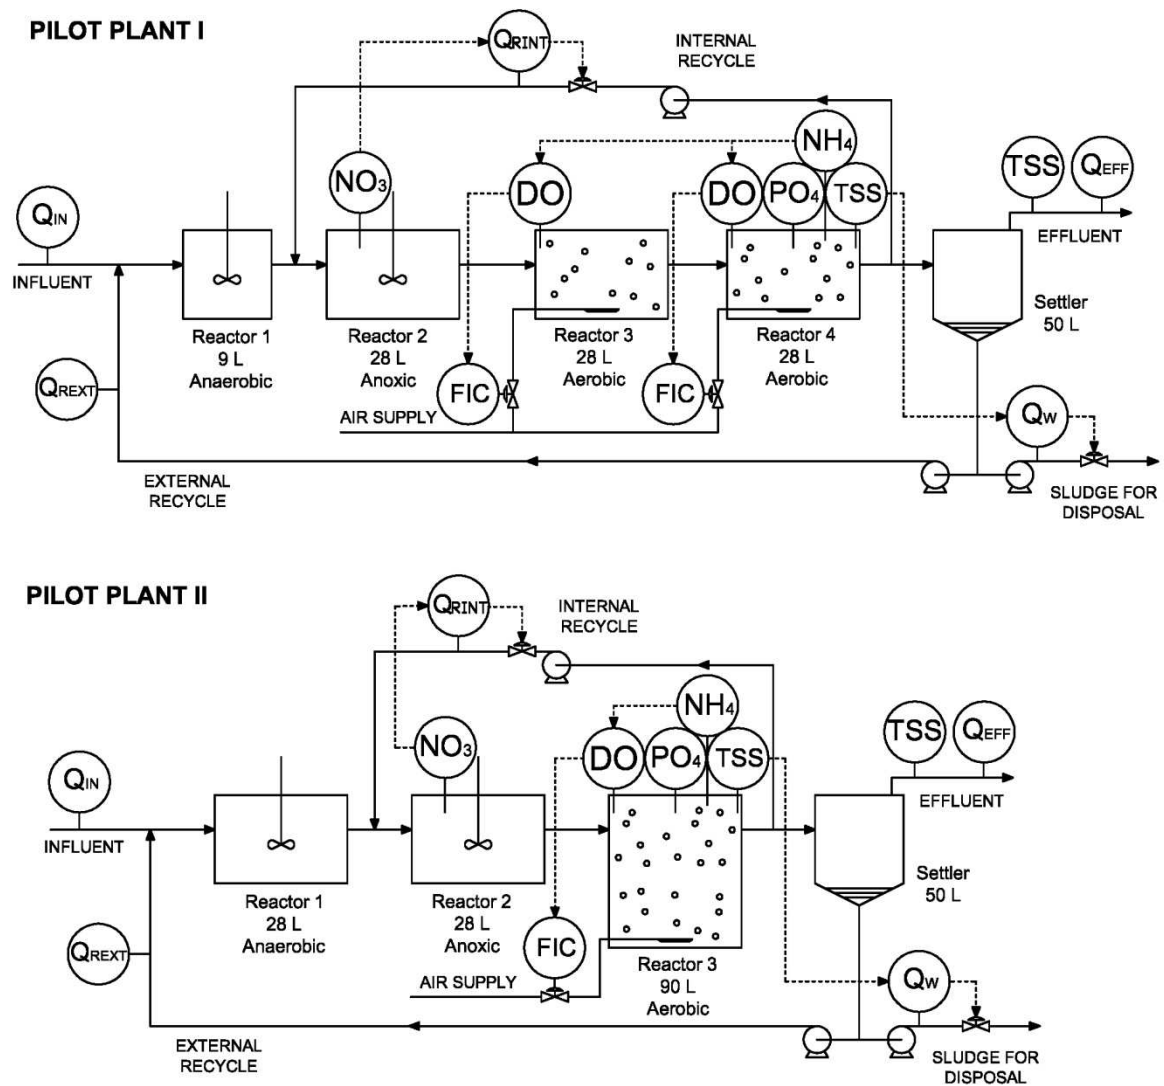 PILOT PLANT I
QRINT
INTERNAL
RECYCLE
NH4
TSS
QEFF
NO3
DO
DO
PO4
TSS
QIN
EFFLUENT
INFLUENT
Settler
50 L
Reactor 1
9 L
Anaerobic
Reactor 2
28 L
Anoxic
Reactor 3
28 L
Aerobic
Reactor 4
28 L
Aerobic
QREXT
FIC
FIC
AIR SUPPLY
QW
EXTERNAL
RECYCLE
SLUDGE FOR
DISPOSAL
PILOT PLANT II
QRINT
INTERNAL
RECYCLE
NH4
TSS
QEFF
NO3
DO
PO4
TSS
QIN
EFFLUENT
INFLUENT
Settler
50 L
Reactor 1
28 L
Anaerobic
Reactor 2
28 L
Anoxic
QREXT
FIC
Reactor 3
90 L
Aerobic
AIR SUPPLY
QW
EXTERNAL
RECYCLE
SLUDGE FOR
DISPOSAL